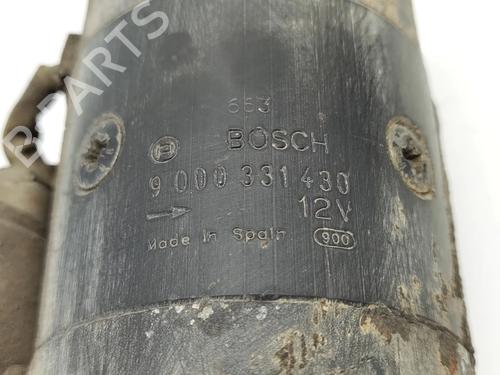 653
BOSCH
9 000 331 430
12V
Made In Spain
900
B-PARTS